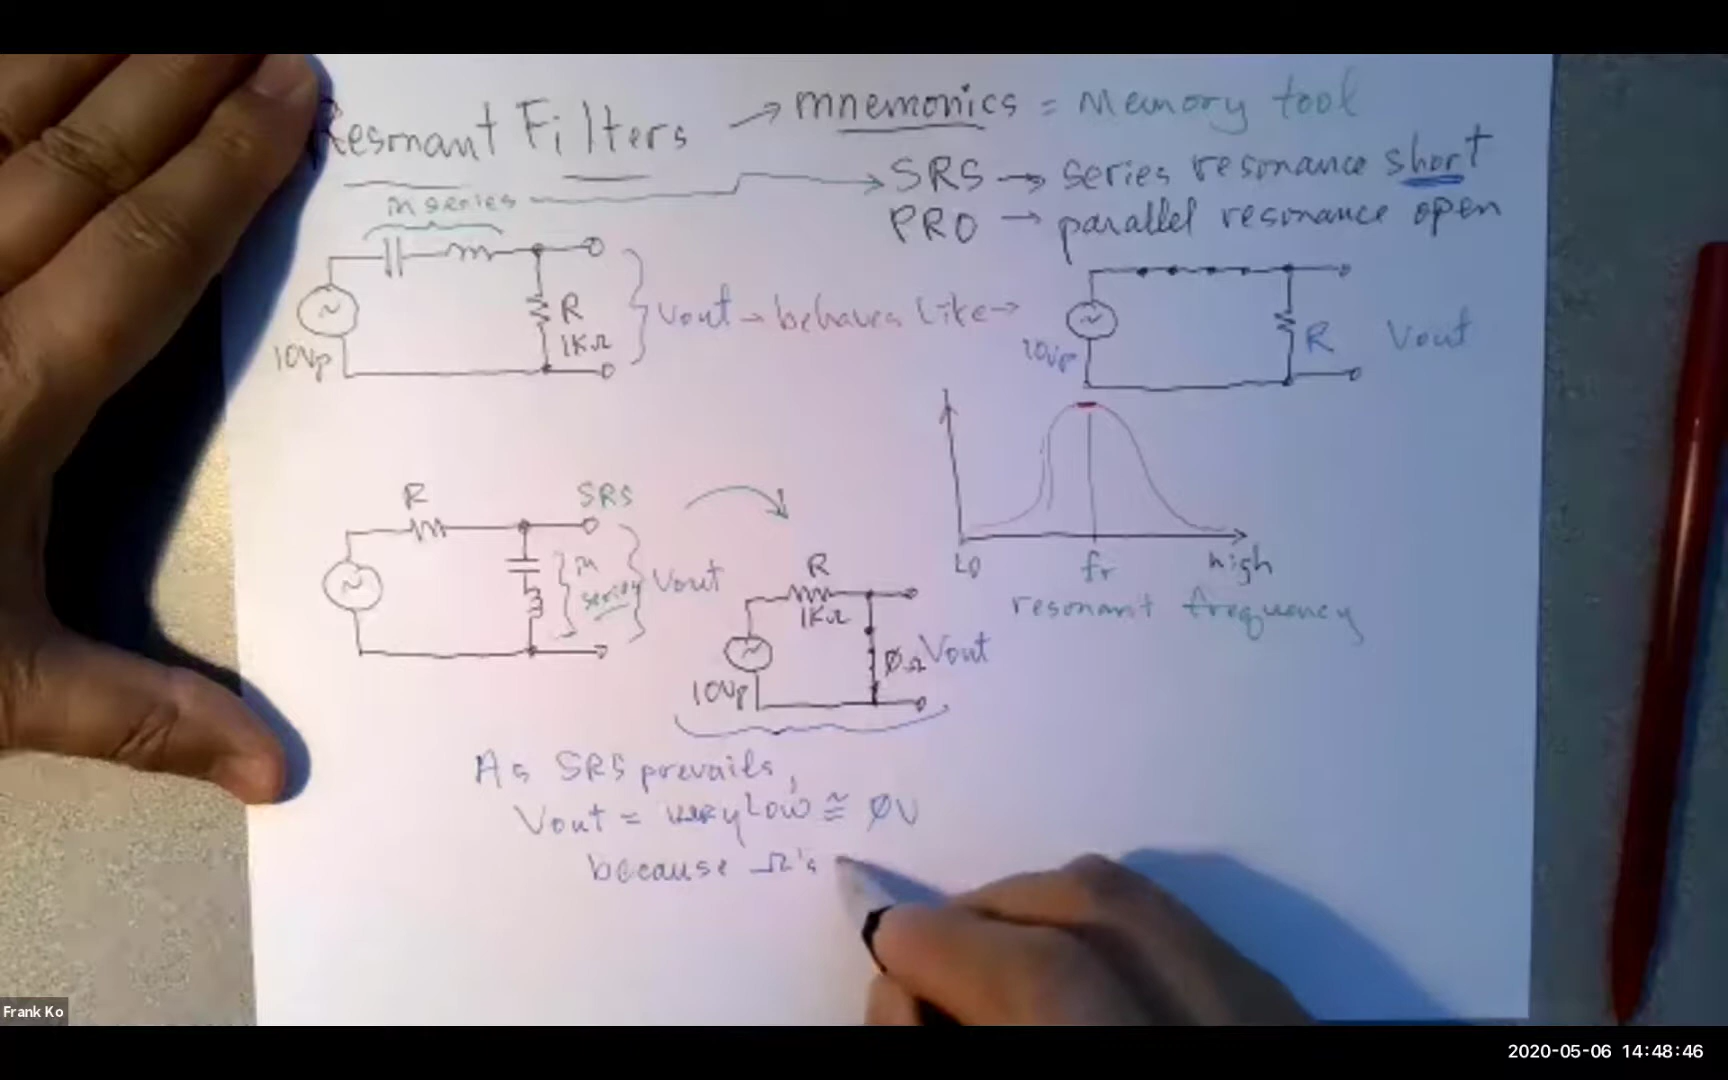 Resonant Filters → mnemonics = Memory tool
SRS → series resonance short
PRO → parallel resonance open
in series
10Vp
R
1KΩ
Vout → behaves like →
10Vp
R
Vout
R
SRS
in
series
Vout
R
1KΩ
10Vp
ØΩ Vout
Lo fr high
resonant frequency
As SRS prevails,
Vout = very Low ≅ ØV
because Ω's
Frank Ko
2020-05-06 14:48:46